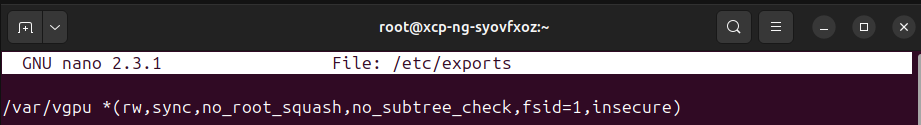 root@xcp-ng-syovfxoz:~
GNU nano 2.3.1 File: /etc/exports
/var/vgpu *(rw,sync,no_root_squash,no_subtree_check,fsid=1,insecure)